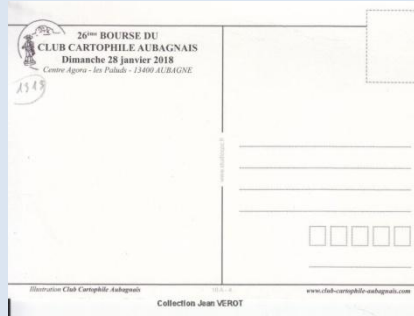 26ème BOURSE DU
CLUB CARTOPHILE AUBAGNAIS
Dimanche 28 janvier 2018
Centre Agora - les Paluds - 13400 AUBAGNE
Illustration Club Cartophile Aubagnais
www.club-cartophile-aubagnais.com
Collection Jean VEROT